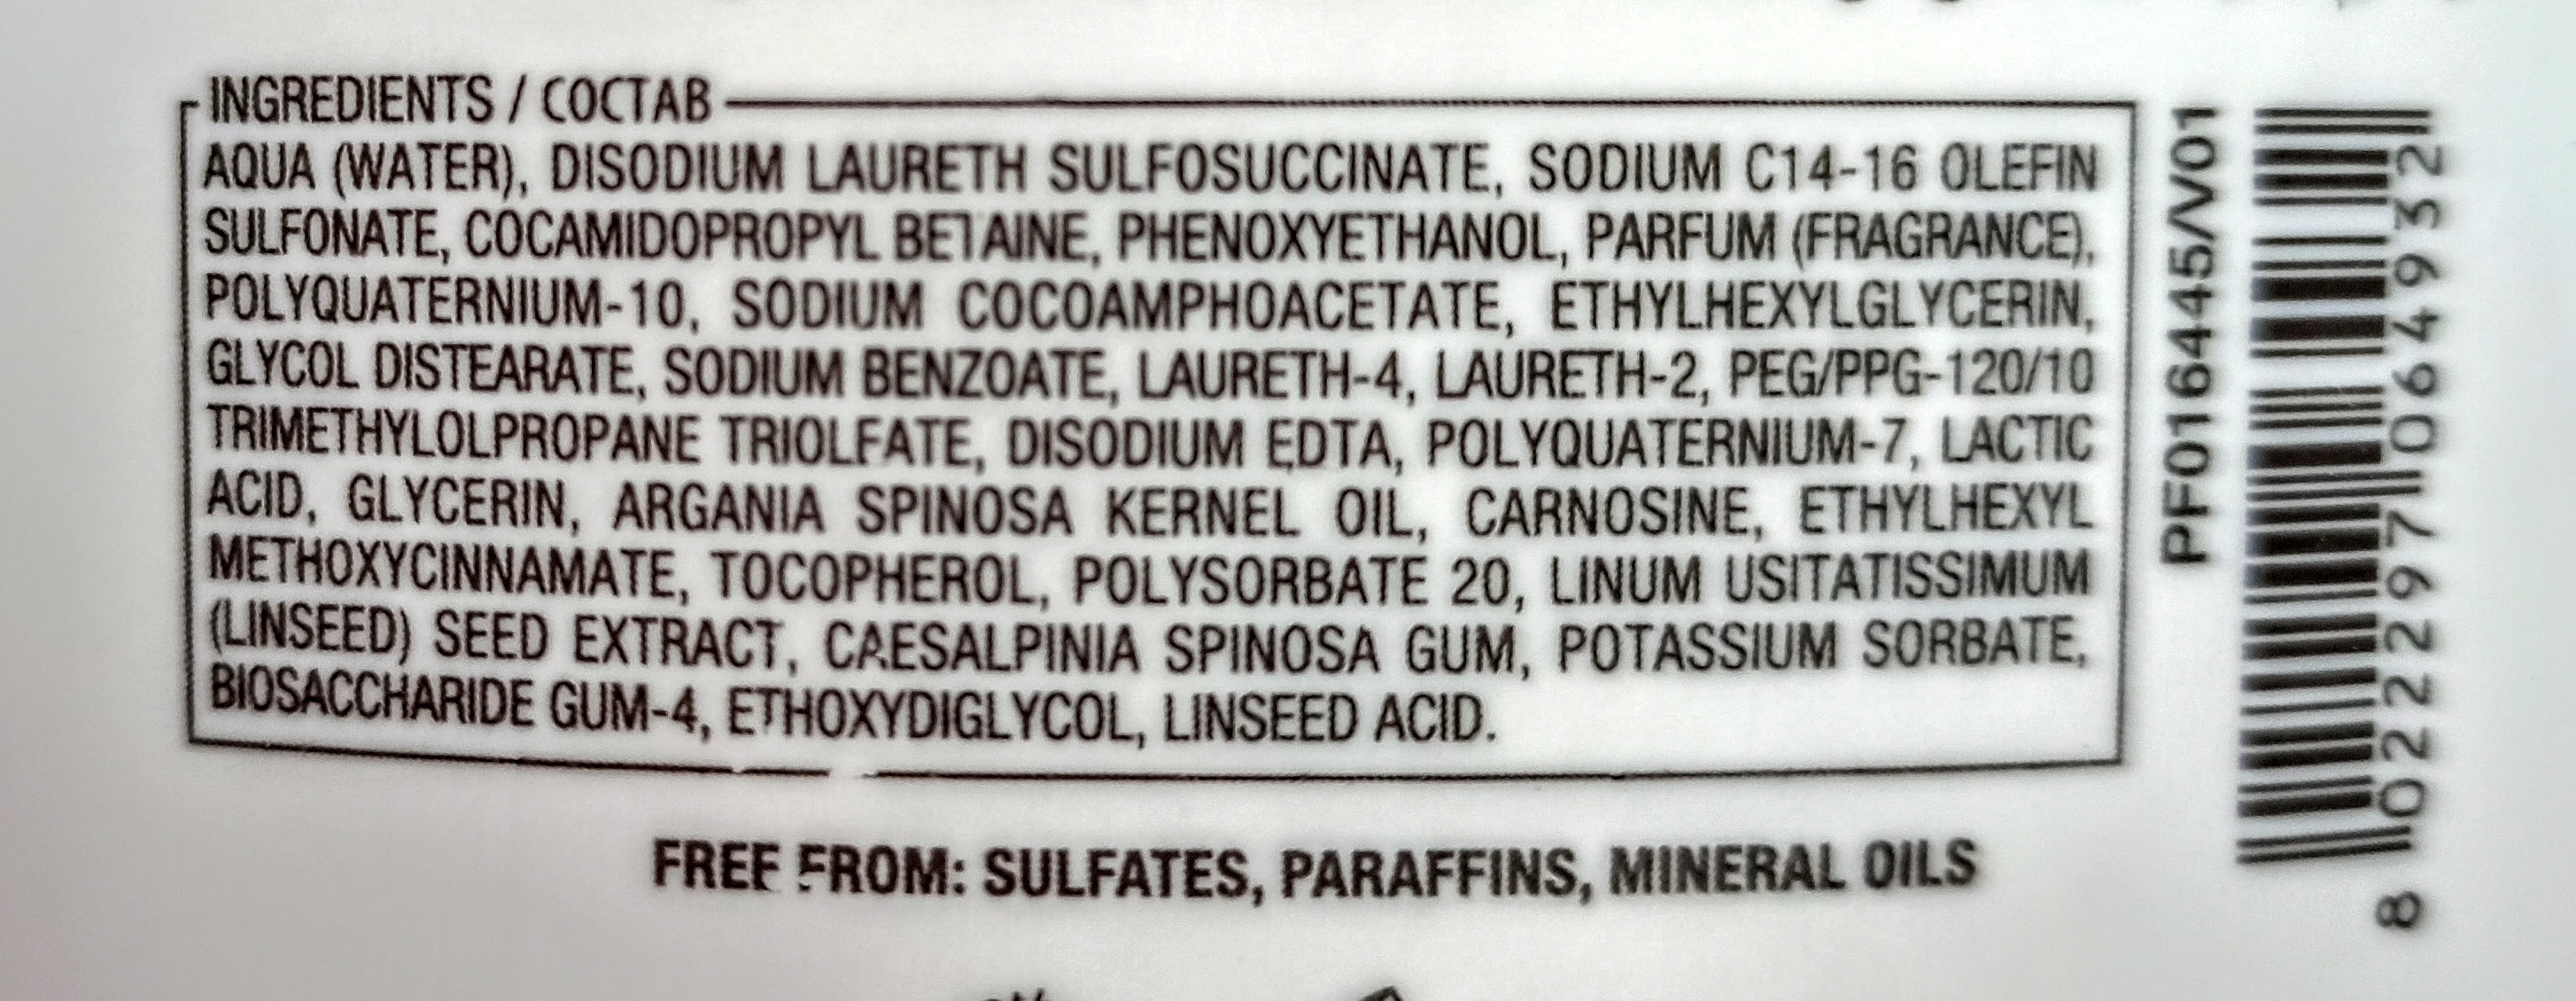 INGREDIENTS / СОСТАВ
AQUA (WATER), DISODIUM LAURETH SULFOSUCCINATE, SODIUM C14-16 OLEFIN
SULFONATE, COCAMIDOPROPYL BETAINE, PHENOXYETHANOL, PARFUM (FRAGRANCE),
POLYQUATERNIUM-10, SODIUM COCOAMPHOACETATE, ETHYLHEXYLGLYCERIN,
GLYCOL DISTEARATE, SODIUM BENZOATE, LAURETH-4, LAURETH-2, PEG/PPG-120/10
TRIMETHYLOLPROPANE TRIOLEATE, DISODIUM EDTA, POLYQUATERNIUM-7, LACTIC
ACID, GLYCERIN, ARGANIA SPINOSA KERNEL OIL, CARNOSINE, ETHYLHEXYL
METHOXYCINNAMATE, TOCOPHEROL, POLYSORBATE 20, LINUM USITATISSIMUM
(LINSEED) SEED EXTRACT, CAESALPINIA SPINOSA GUM, POTASSIUM SORBATE,
BIOSACCHARIDE GUM-4, ETHOXYDIGLYCOL, LINSEED ACID.
FREE FROM: SULFATES, PARAFFINS, MINERAL OILS
PF016445/V01
8 022297 064932